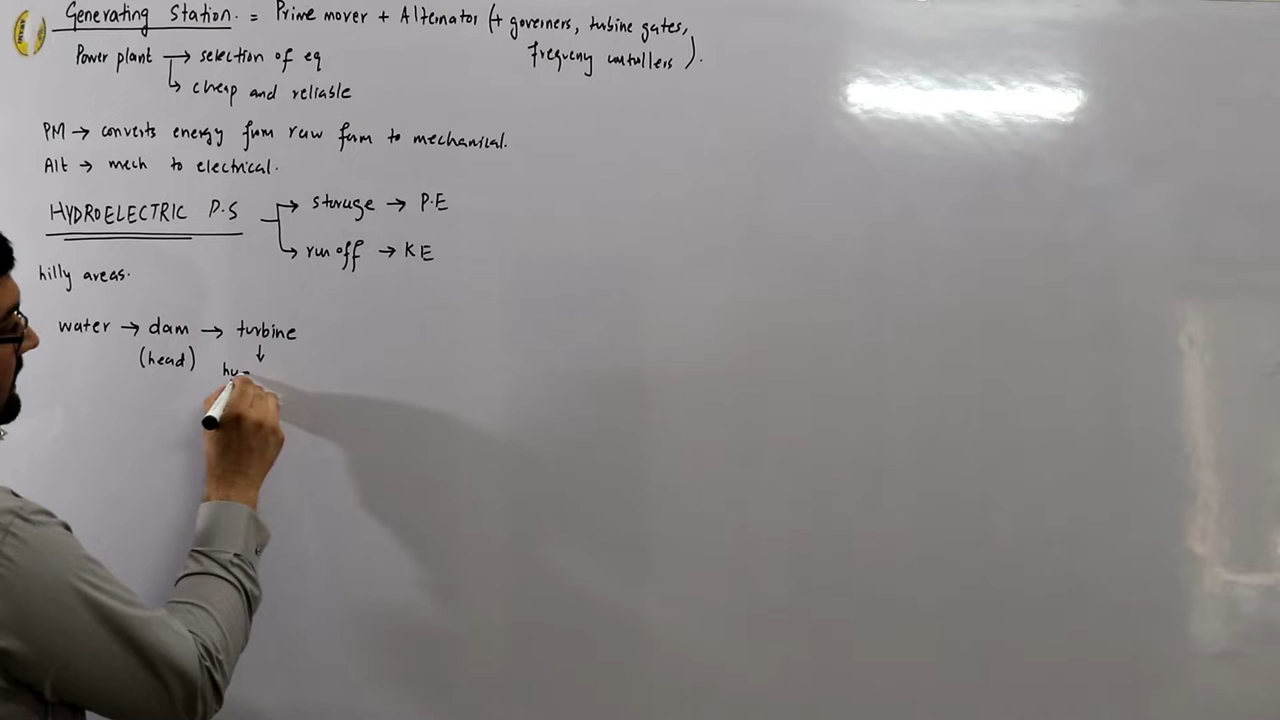 Generating Station. = Prime mover + Alternator (+ governers, turbine gates,
frequency controllers).
Power plant → selection of eq
↳ cheap and reliable
PM → converts energy from raw form to mechanical.
Alt → mech to electrical.
HYDROELECTRIC P.S → storage → P.E
→ run off → KE
hilly areas.
water → dam → turbine
(head) ↓
hy